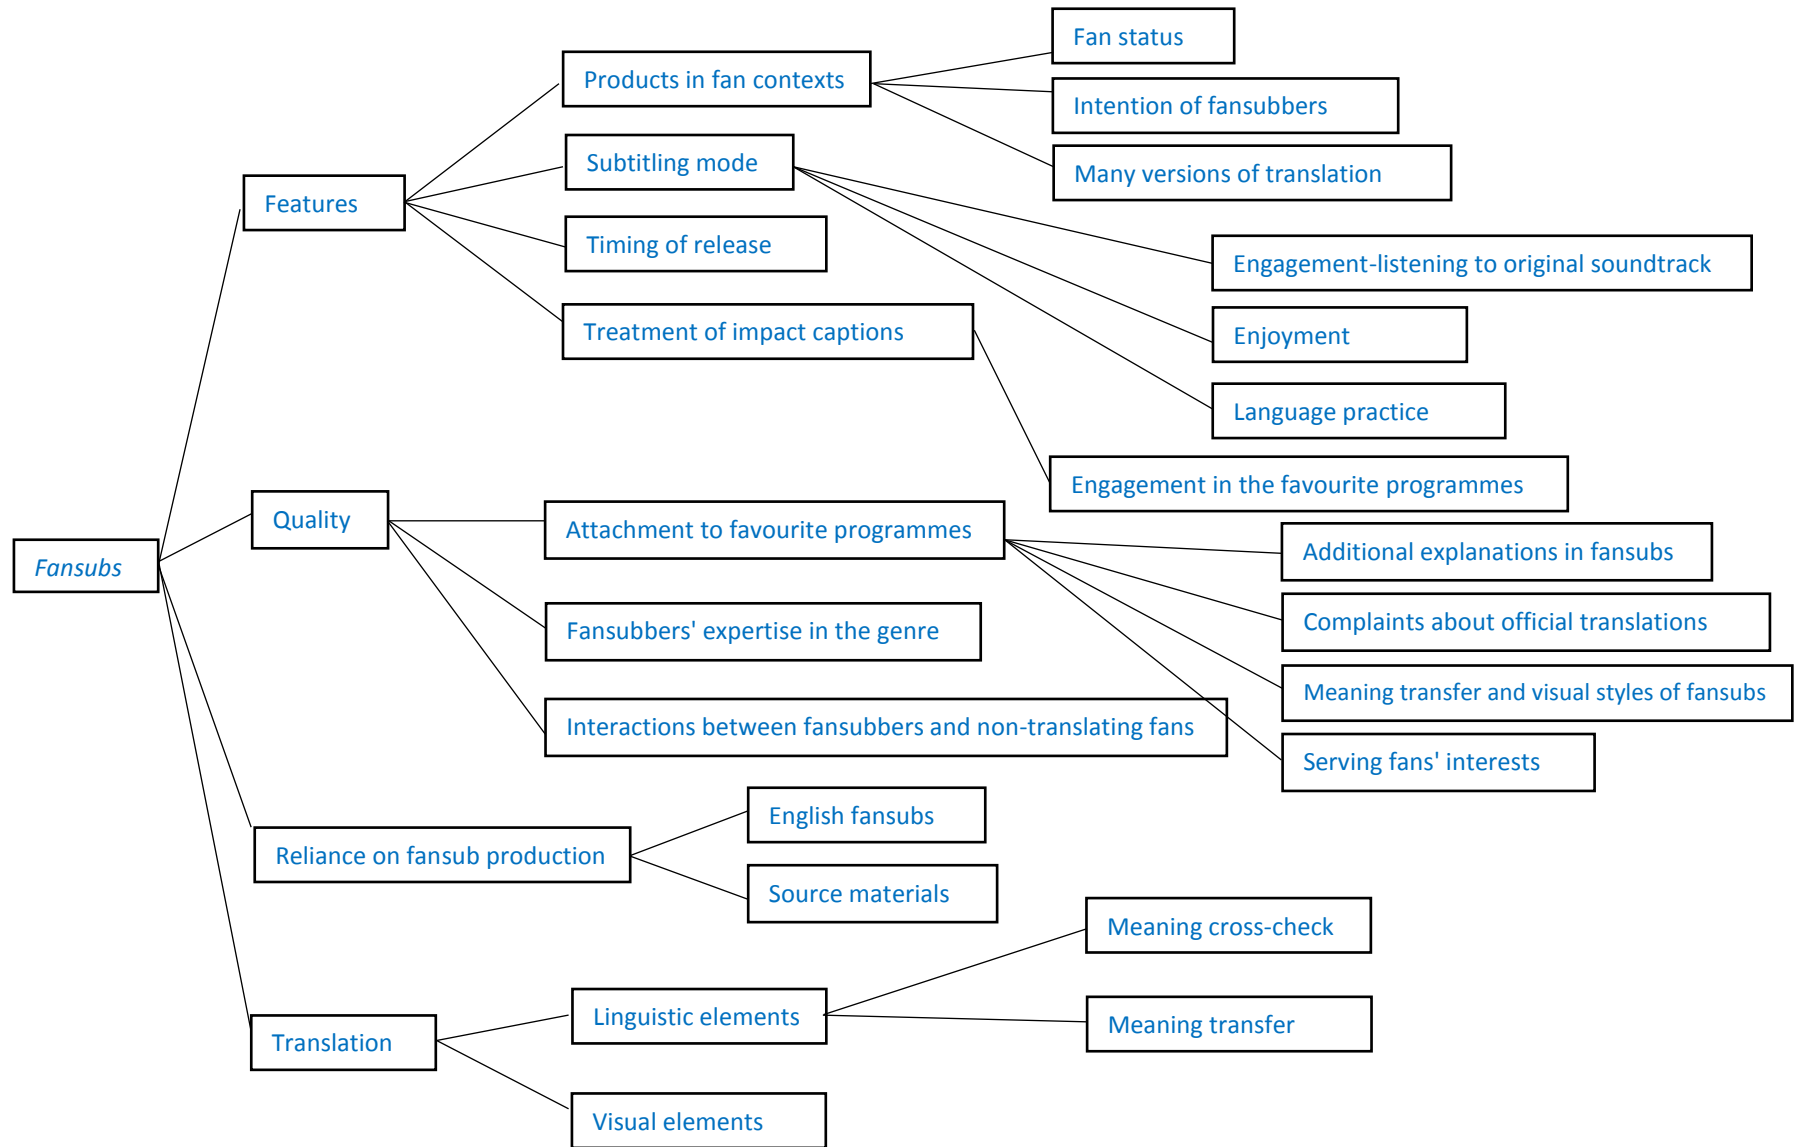 Fansubs
Features
Products in fan contexts
Fan status
Intention of fansubbers
Many versions of translation
Subtitling mode
Engagement-listening to original soundtrack
Enjoyment
Language practice
Timing of release
Treatment of impact captions
Engagement in the favourite programmes
Quality
Attachment to favourite programmes
Additional explanations in fansubs
Complaints about official translations
Meaning transfer and visual styles of fansubs
Serving fans' interests
Fansubbers' expertise in the genre
Interactions between fansubbers and non-translating fans
Reliance on fansub production
English fansubs
Source materials
Translation
Linguistic elements
Meaning cross-check
Meaning transfer
Visual elements